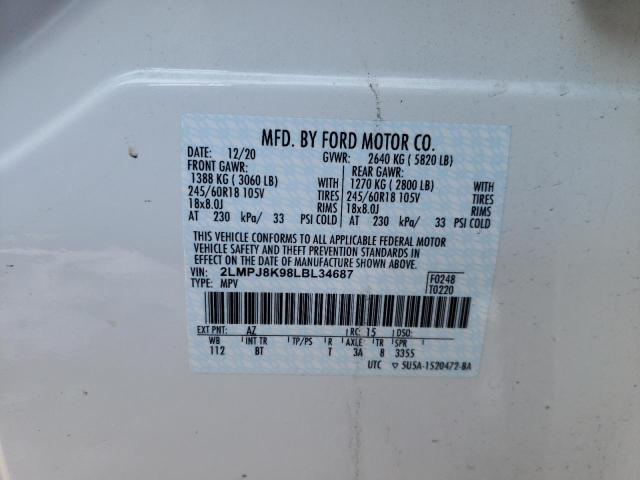 MFD. BY FORD MOTOR CO.
DATE: 12/20 GVWR: 2640 KG ( 5820 LB)
FRONT GAWR: REAR GAWR:
1388 KG ( 3060 LB) WITH 1270 KG ( 2800 LB) WITH
245/60R18 105V TIRES 245/60R18 105V TIRES
18x8.0J RIMS 18x8.0J RIMS
AT 230 kPa/ 33 PSI COLD AT 230 kPa/ 33 PSI COLD
THIS VEHICLE CONFORMS TO ALL APPLICABLE FEDERAL MOTOR
VEHICLE SAFETY AND THEFT PREVENTION STANDARDS IN
EFFECT ON THE DATE OF MANUFACTURE SHOWN ABOVE.
VIN: 2LMPJ8K98LBL34687 F0248
TYPE: MPV T0220
EXT PNT: AZ RC: 15 DSO:
WB INT TR TP/PS R AXLE TR SPR
112 BT T 3A 8 3355
UTC ▽ 5U5A-1520472-BA